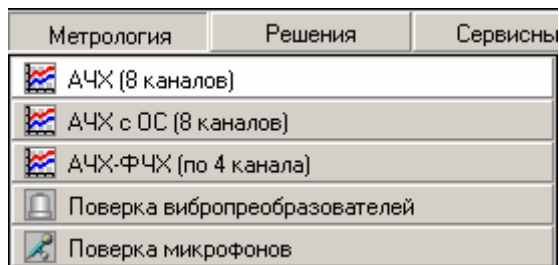 Метрология Решения Сервисны
АЧХ (8 каналов)
АЧХ с ОС (8 каналов)
АЧХ-ФЧХ (по 4 канала)
Поверка вибропреобразователей
Поверка микрофонов